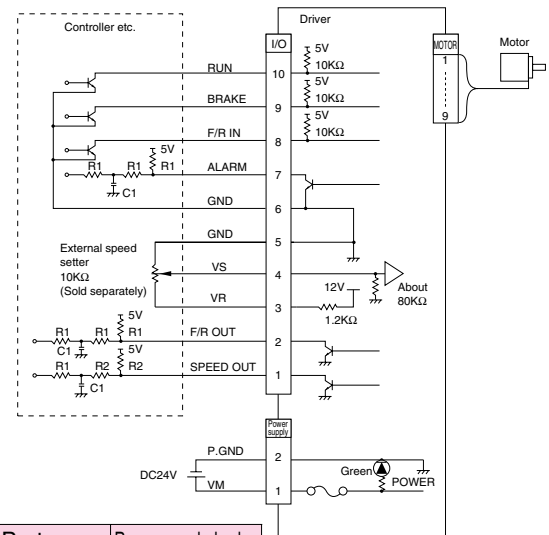 Driver
Controller etc.
I/O
MOTOR
Motor
1
9
RUN
10
5V
10KΩ
BRAKE
9
5V
10KΩ
F/R IN
8
5V
10KΩ
5V
R1
R1
R1
C1
ALARM
7
GND
6
GND
5
External speed
setter
10KΩ
(Sold separately)
VS
4
About
80KΩ
VR
3
12V
1.2KΩ
5V
R1
R1
R1
C1
F/R OUT
2
5V
R1
R2
R2
C1
SPEED OUT
1
Power
supply
P.GND
2
DC24V
VM
1
Green
POWER